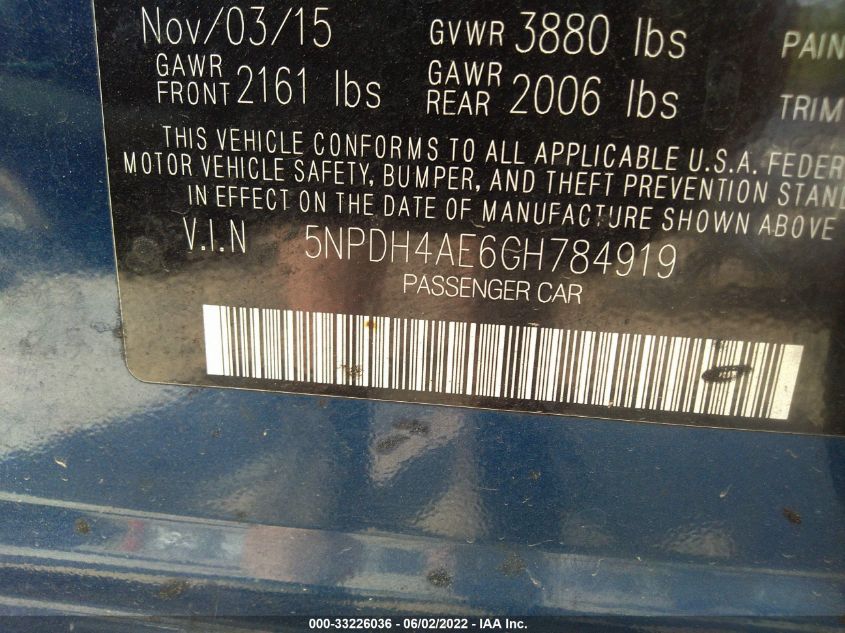 Nov/03/15 GVWR 3880 lbs PAIN
GAWR FRONT 2161 lbs GAWR REAR 2006 lbs TRIM
THIS VEHICLE CONFORMS TO ALL APPLICABLE U.S.A. FEDER
MOTOR VEHICLE SAFETY, BUMPER, AND THEFT PREVENTION STAN
IN EFFECT ON THE DATE OF MANUFACTURE SHOWN ABOVE
V.I.N 5NPDH4AE6GH784919
PASSENGER CAR
000-33226036 - 06/02/2022 - IAA Inc.